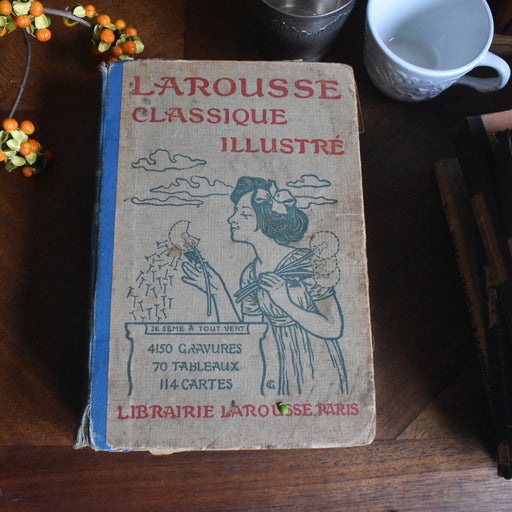 LAROUSSE
CLASSIQUE
ILLUSTRÉ
JE SÈME À TOUT VENT
4150 GRAVURES
70 TABLEAUX
114 CARTES
G
LIBRAIRIE LAROUSSE, PARIS